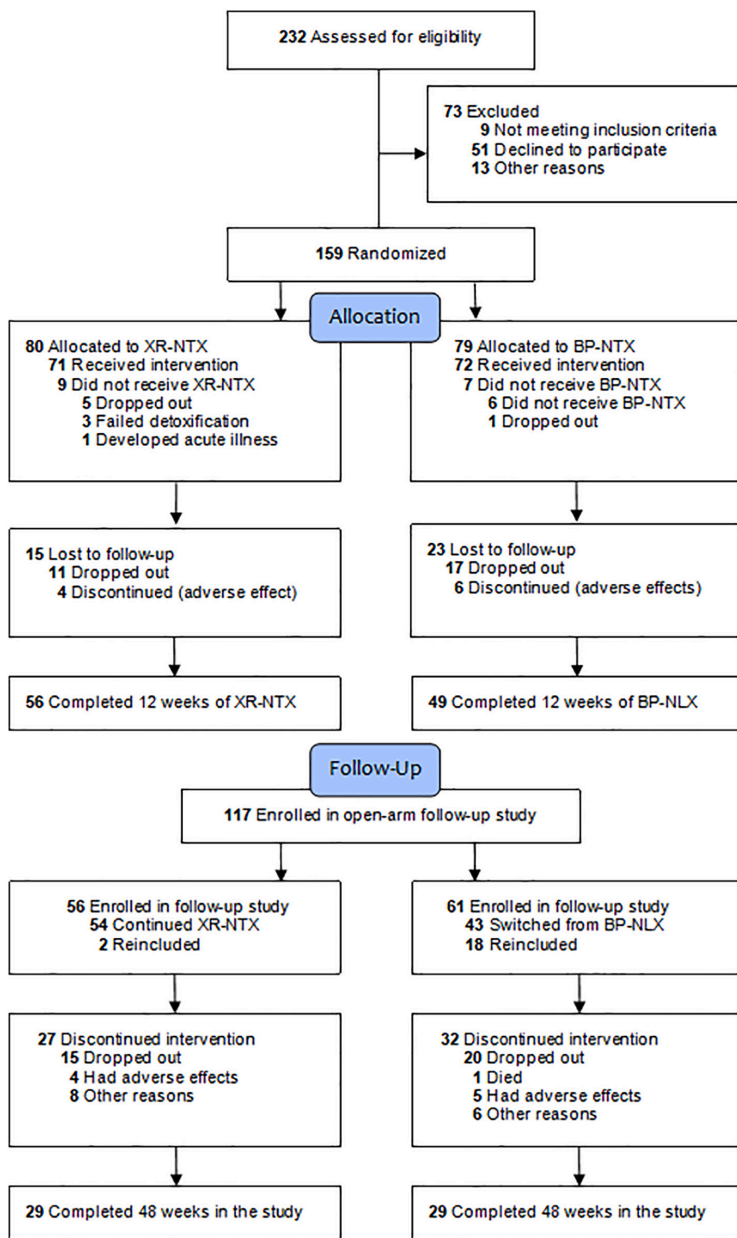 232 Assessed for eligibility
73 Excluded
9 Not meeting inclusion criteria
51 Declined to participate
13 Other reasons
159 Randomized
Allocation
80 Allocated to XR-NTX
71 Received intervention
9 Did not receive XR-NTX
5 Dropped out
3 Failed detoxification
1 Developed acute illness
79 Allocated to BP-NTX
72 Received intervention
7 Did not receive BP-NTX
6 Did not receive BP-NTX
1 Dropped out
15 Lost to follow-up
11 Dropped out
4 Discontinued (adverse effect)
23 Lost to follow-up
17 Dropped out
6 Discontinued (adverse effects)
56 Completed 12 weeks of XR-NTX
49 Completed 12 weeks of BP-NLX
Follow-Up
117 Enrolled in open-arm follow-up study
56 Enrolled in follow-up study
54 Continued XR-NTX
2 Reincluded
61 Enrolled in follow-up study
43 Switched from BP-NLX
18 Reincluded
27 Discontinued intervention
15 Dropped out
4 Had adverse effects
8 Other reasons
32 Discontinued intervention
20 Dropped out
1 Died
5 Had adverse effects
6 Other reasons
29 Completed 48 weeks in the study
29 Completed 48 weeks in the study